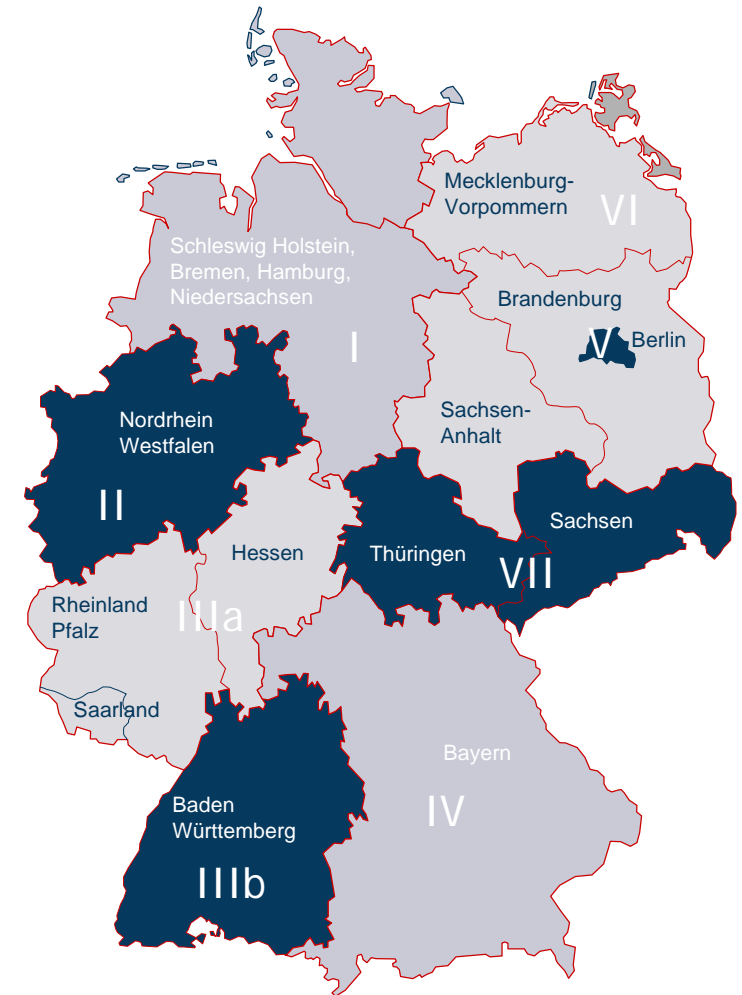 Mecklenburg-
Vorpommern
VI
Schleswig Holstein,
Bremen, Hamburg,
Niedersachsen
I
Brandenburg
V
Berlin
Sachsen-
Anhalt
Nordrhein
Westfalen
II
Sachsen
Thüringen
VII
Hessen
Rheinland
Pfalz
IIIa
Saarland
Bayern
IV
Baden
Württemberg
IIIb